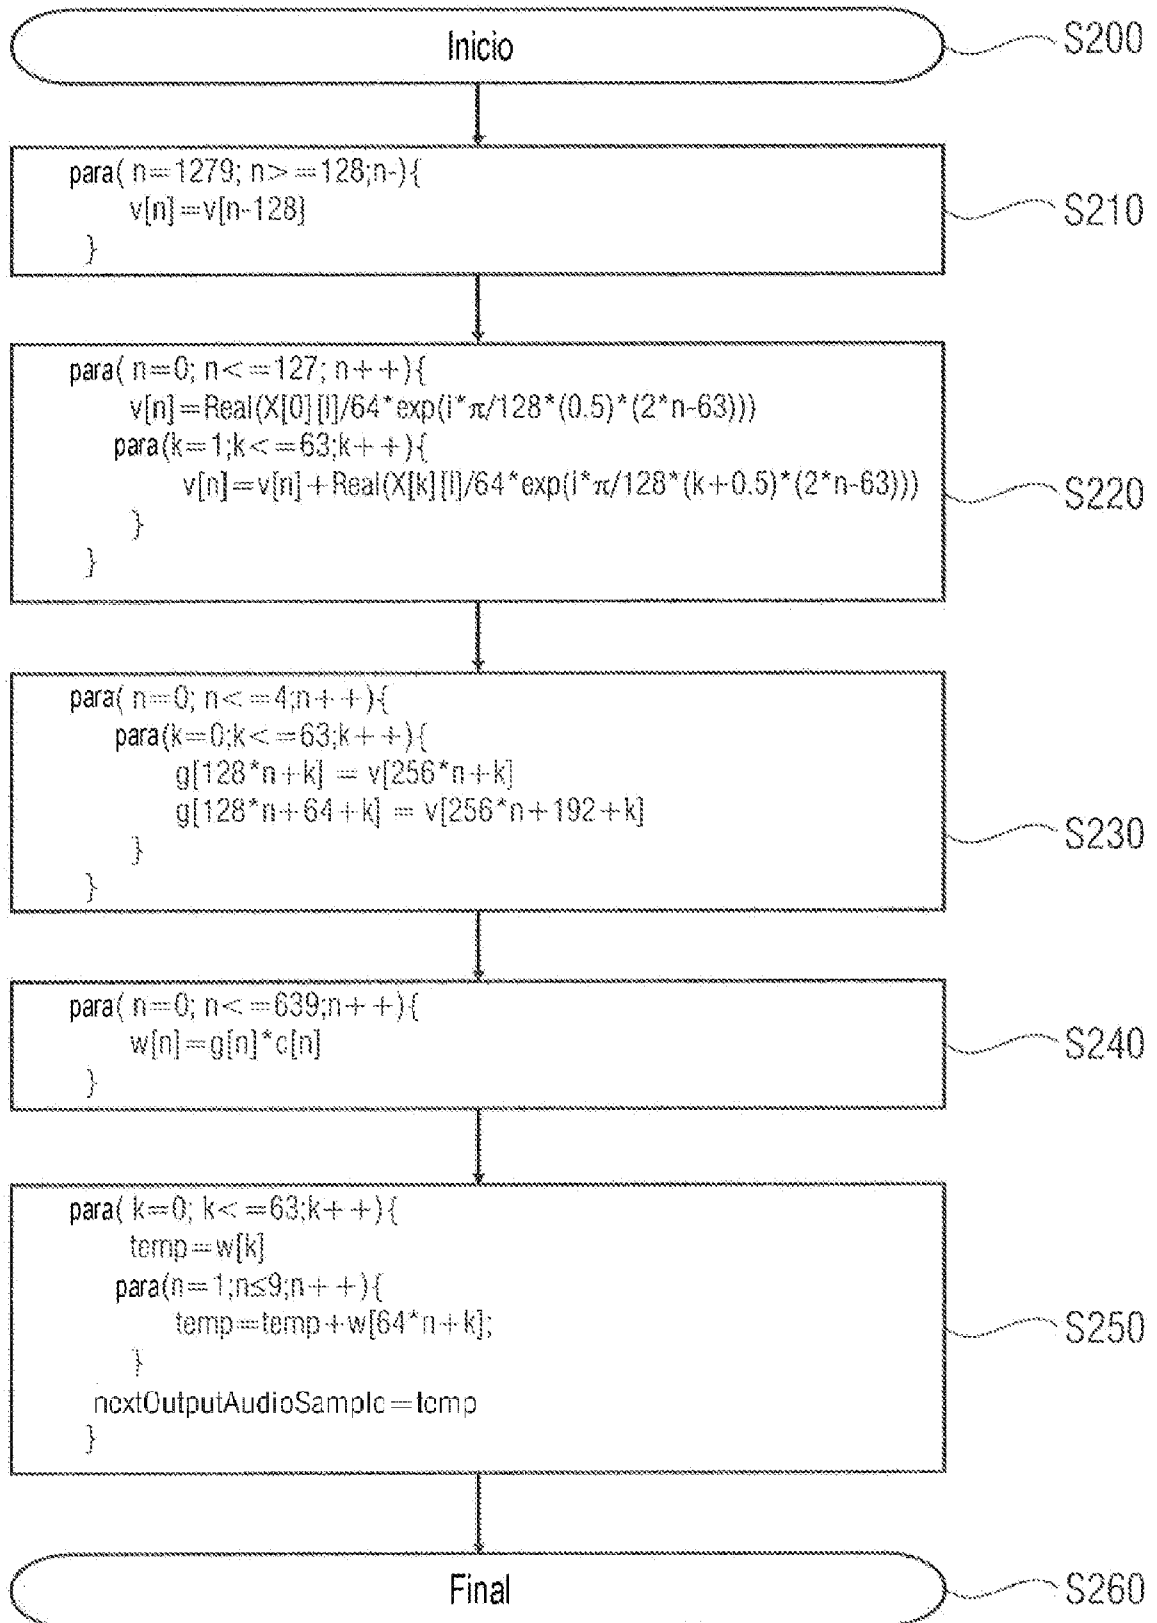 Inicio
S200
para( n=1279; n>=128;n-){
v[n]=v[n-128]
}
S210
para( n=0; n<=127; n++){
v[n]=Real(X[0][i]/64*exp(i*π/128*(0.5)*(2*n-63)))
para(k=1;k<=63;k++){
v[n]=v[n]+Real(X[k][i]/64*exp(i*π/128*(k+0.5)*(2*n-63)))
}
}
S220
para( n=0; n<=4;n++){
para(k=0;k<=63;k++){
g[128*n+k] = v[256*n+k]
g[128*n+64+k] = v[256*n+192+k]
}
}
S230
para( n=0; n<=639;n++){
w[n]=g[n]*c[n]
}
S240
para( k=0; k<=63;k++){
temp=w[k]
para(n=1;n≤9;n++){
temp=temp+w[64*n+k];
}
nextOutputAudioSample=temp
}
S250
Final
S260